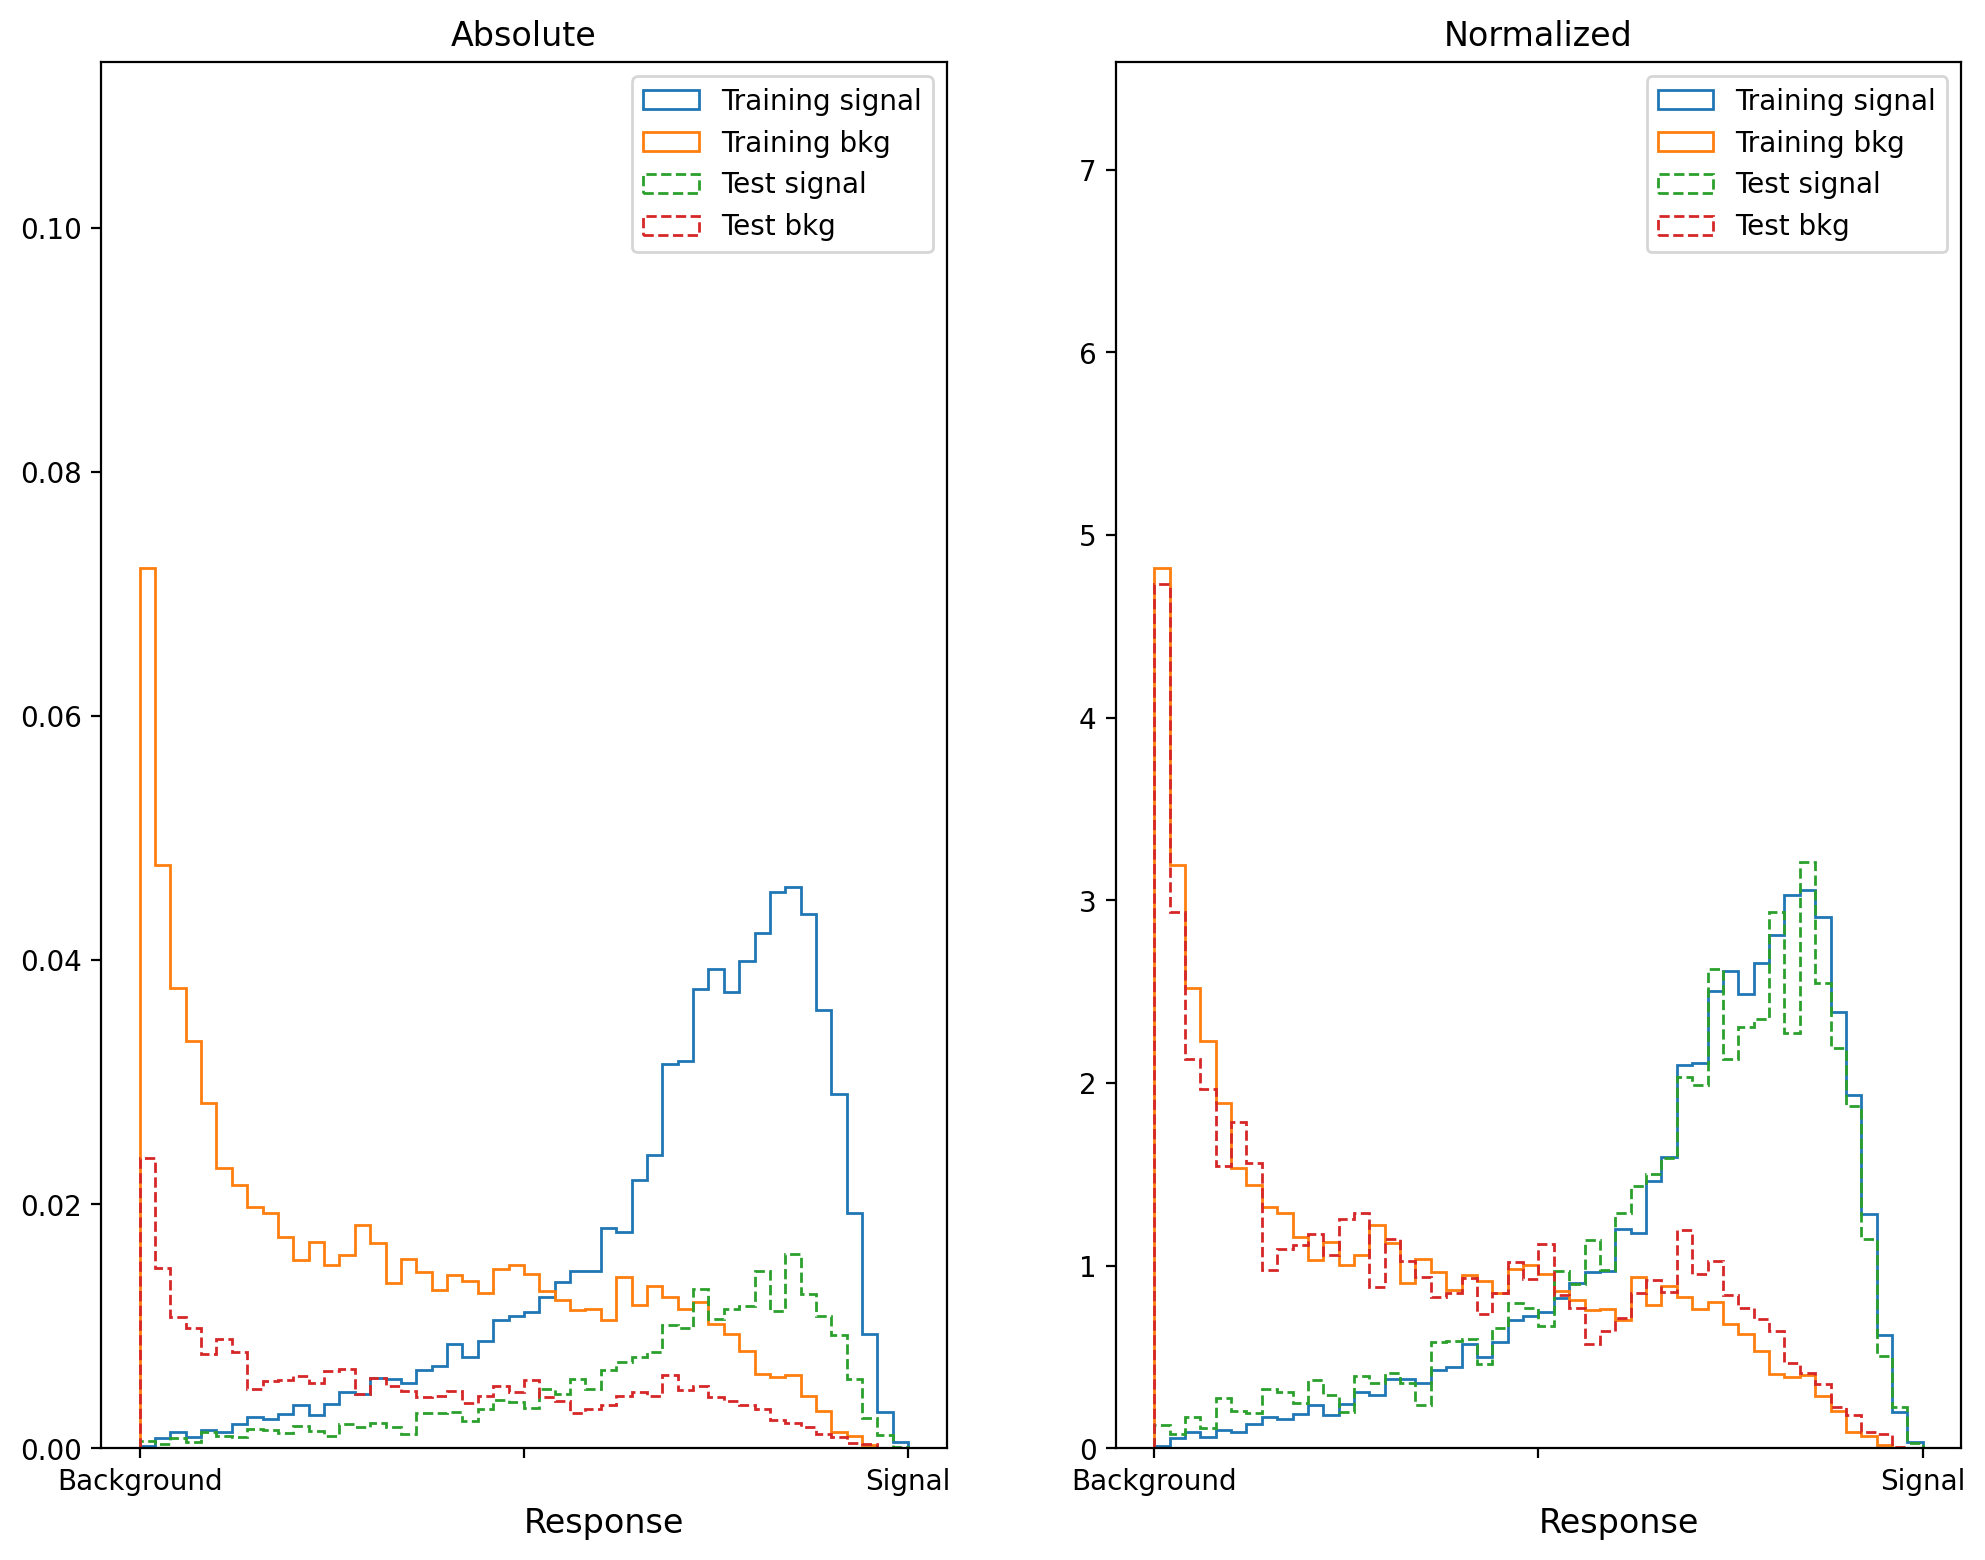 Absolute
Training signal
Training bkg
Test signal
Test bkg
0.10
0.08
0.06
0.04
0.02
0.00
Background
Signal
Response
Normalized
Training signal
Training bkg
Test signal
Test bkg
7
6
5
4
3
2
1
0
Background
Signal
Response